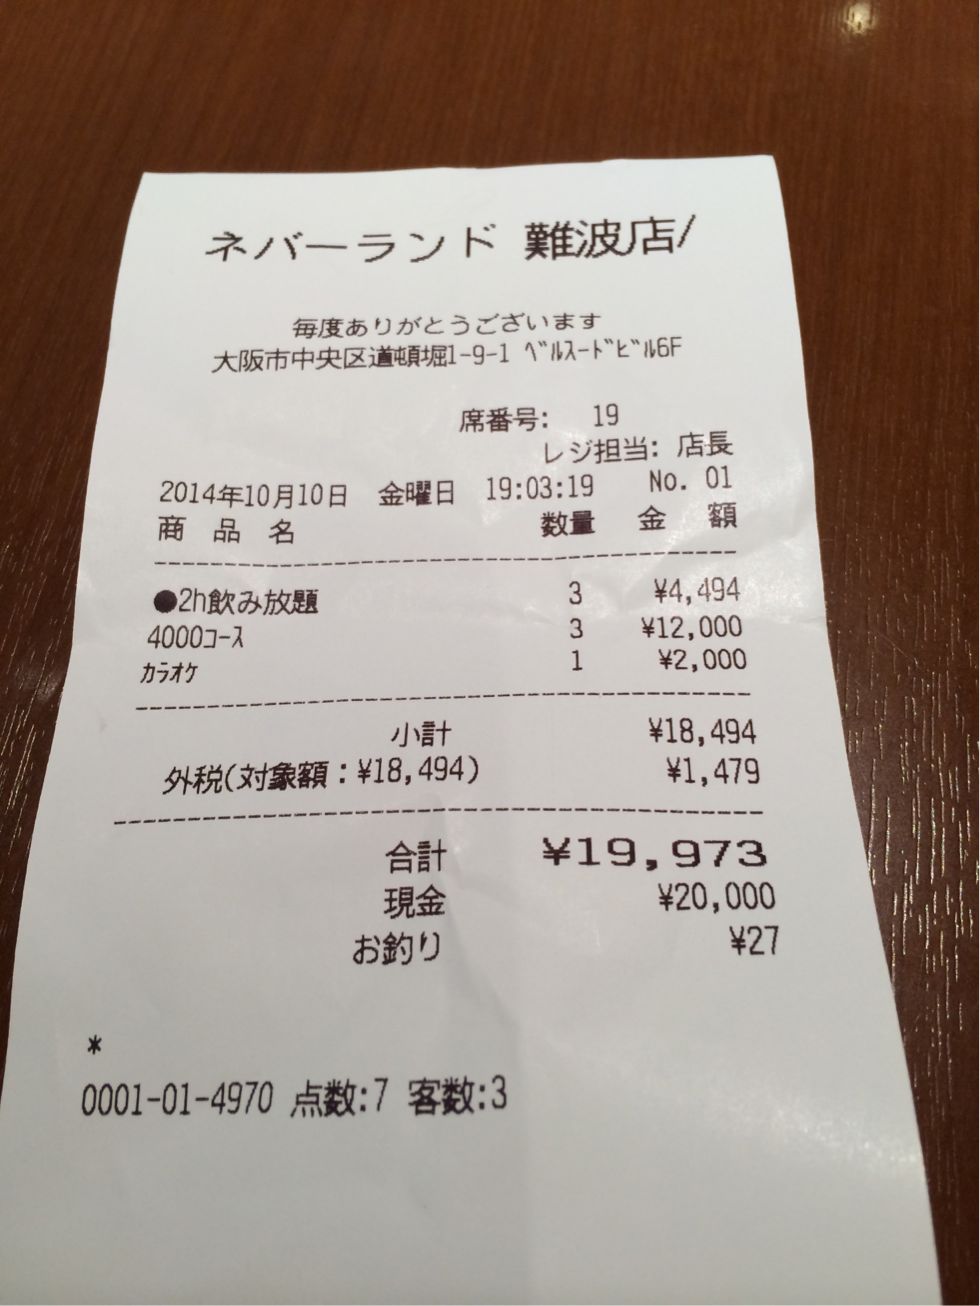 ネバーランド 難波店/
毎度ありがとうございます
大阪市中央区道頓堀1-9-1 ﾍﾞﾙｽｰﾄﾞﾋﾞﾙ6F
席番号: 19
レジ担当: 店長
2014年10月10日 金曜日 19:03:19 No. 01
商 品 名 数量 金 額
●2h飲み放題 3 ¥4,494
4000ｺｰｽ 3 ¥12,000
ｶﾗｵｹ 1 ¥2,000
小計 ¥18,494
外税(対象額:¥18,494) ¥1,479
合計 ¥19,973
現金 ¥20,000
お釣り ¥27
*
0001-01-4970 点数:7 客数:3